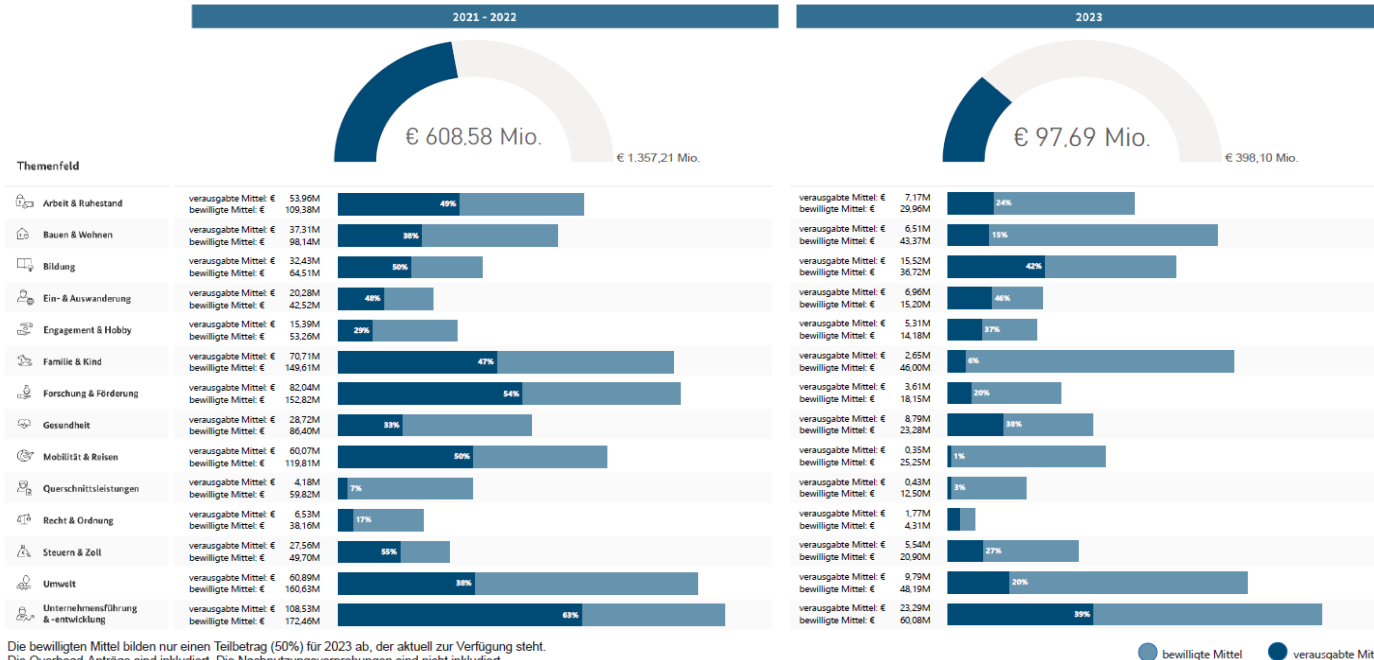 2021 - 2022
2023
€ 608,58 Mio.
€ 1.357,21 Mio.
€ 97,69 Mio.
€ 398,10 Mio.
Themenfeld
Arbeit & Ruhestand
verausgabte Mittel: € 53,96M
bewilligte Mittel: € 109,38M
49%
verausgabte Mittel: € 7,17M
bewilligte Mittel: € 29,96M
24%
Bauen & Wohnen
verausgabte Mittel: € 37,31M
bewilligte Mittel: € 98,14M
38%
verausgabte Mittel: € 6,51M
bewilligte Mittel: € 43,37M
15%
Bildung
verausgabte Mittel: € 32,43M
bewilligte Mittel: € 64,51M
50%
verausgabte Mittel: € 15,52M
bewilligte Mittel: € 36,72M
42%
Ein- & Auswanderung
verausgabte Mittel: € 20,28M
bewilligte Mittel: € 42,52M
48%
verausgabte Mittel: € 6,96M
bewilligte Mittel: € 15,20M
46%
Engagement & Hobby
verausgabte Mittel: € 15,39M
bewilligte Mittel: € 53,26M
29%
verausgabte Mittel: € 5,31M
bewilligte Mittel: € 14,18M
37%
Familie & Kind
verausgabte Mittel: € 70,71M
bewilligte Mittel: € 149,61M
47%
verausgabte Mittel: € 2,65M
bewilligte Mittel: € 46,00M
6%
Forschung & Förderung
verausgabte Mittel: € 82,04M
bewilligte Mittel: € 152,82M
54%
verausgabte Mittel: € 3,61M
bewilligte Mittel: € 18,15M
20%
Gesundheit
verausgabte Mittel: € 28,72M
bewilligte Mittel: € 86,40M
33%
verausgabte Mittel: € 8,79M
bewilligte Mittel: € 23,28M
38%
Mobilität & Reisen
verausgabte Mittel: € 60,07M
bewilligte Mittel: € 119,81M
50%
verausgabte Mittel: € 0,35M
bewilligte Mittel: € 25,25M
1%
Querschnittsleistungen
verausgabte Mittel: € 4,18M
bewilligte Mittel: € 59,82M
7%
verausgabte Mittel: € 0,43M
bewilligte Mittel: € 12,50M
3%
Recht & Ordnung
verausgabte Mittel: € 6,53M
bewilligte Mittel: € 38,16M
17%
verausgabte Mittel: € 1,77M
bewilligte Mittel: € 4,31M
Steuern & Zoll
verausgabte Mittel: € 27,56M
bewilligte Mittel: € 49,70M
55%
verausgabte Mittel: € 5,54M
bewilligte Mittel: € 20,90M
27%
Umwelt
verausgabte Mittel: € 60,89M
bewilligte Mittel: € 160,63M
38%
verausgabte Mittel: € 9,79M
bewilligte Mittel: € 48,19M
20%
Unternehmensführung
& -entwicklung
verausgabte Mittel: € 108,53M
bewilligte Mittel: € 172,46M
63%
verausgabte Mittel: € 23,29M
bewilligte Mittel: € 60,08M
39%
Die bewilligten Mittel bilden nur einen Teilbetrag (50%) für 2023 ab, der aktuell zur Verfügung steht.
Die Overhead-Anträge sind inkludiert. Die Nachnutzungserprobungen sind nicht inkludiert.
bewilligte Mittel
verausgabte Mit